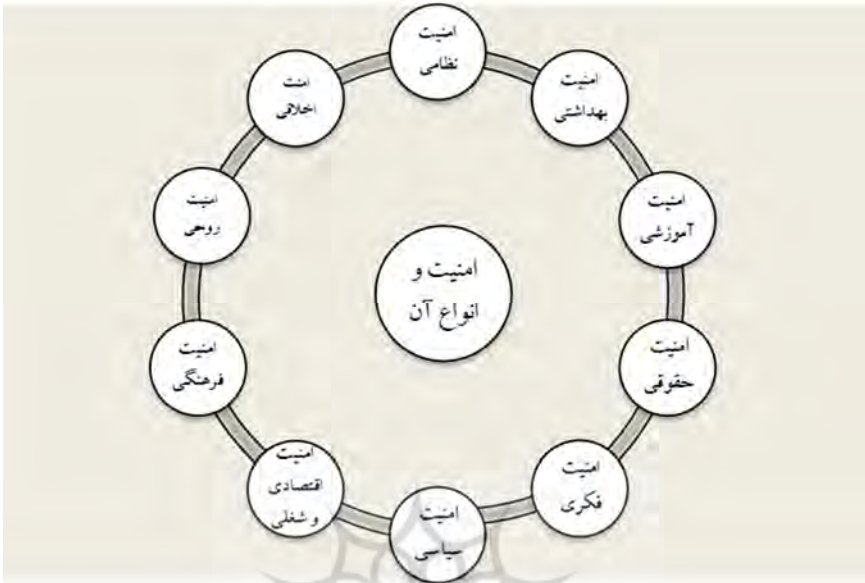 امنیت
نظامی
امنیت
بهداشتی
امنیت
آموزشی
امنیت
حقوقی
امنیت
فکری
امنیت
سیاسی
امنیت
اقتصادی
و شغلی
امنیت
فرهنگی
امنیت
روحی
امنت
اخلاقی
امنیت و
انواع آن